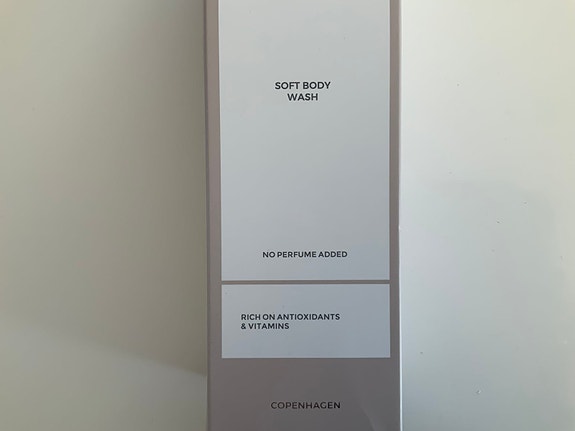 SOFT BODY
WASH
NO PERFUME ADDED
RICH ON ANTIOXIDANTS
& VITAMINS
COPENHAGEN